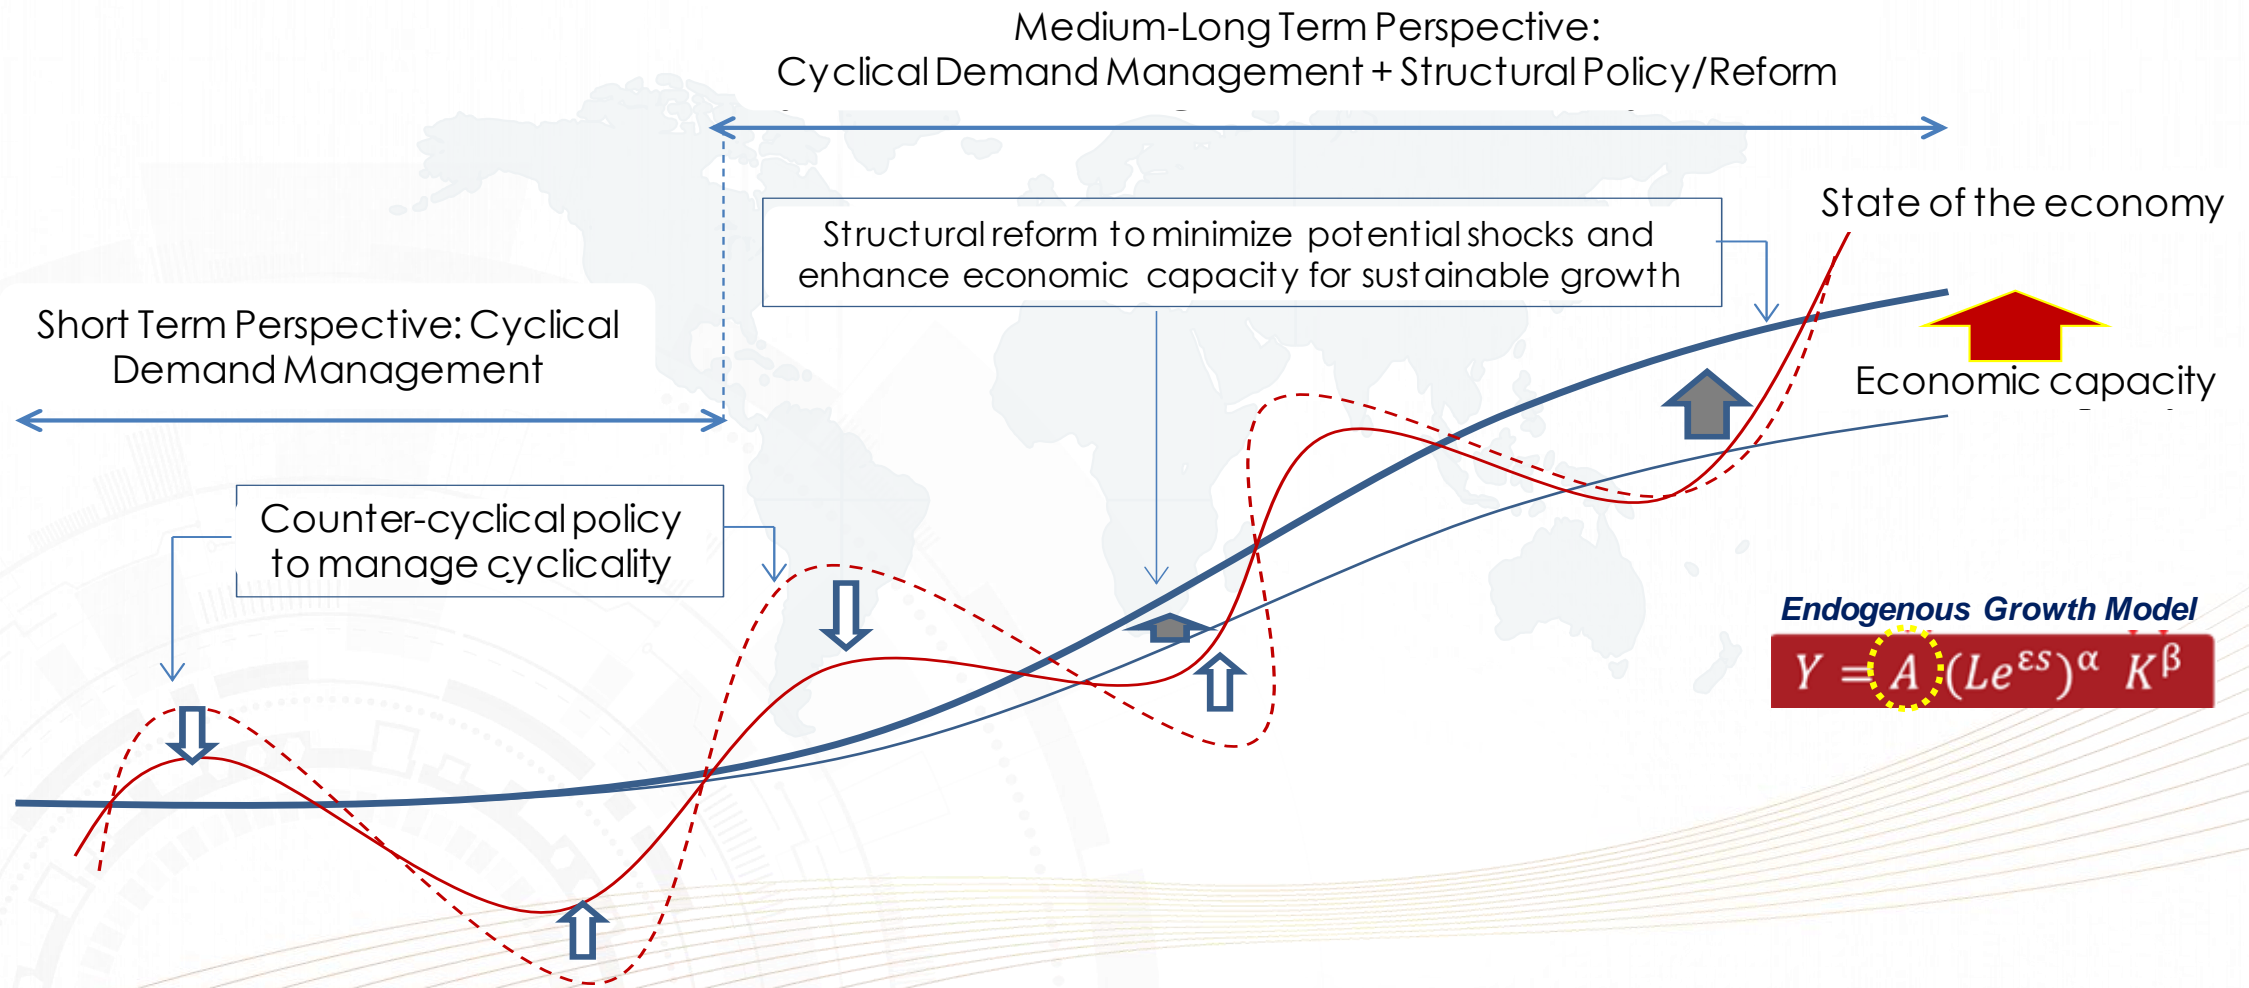 Medium-Long Term Perspective:
Cyclical Demand Management + Structural Policy/Reform
State of the economy
Structural reform to minimize potential shocks and
enhance economic capacity for sustainable growth
Short Term Perspective: Cyclical
Demand Management
Economic capacity
Counter-cyclical policy
to manage cyclicality
Endogenous Growth Model
Y = A (Le^{εs})^α K^β